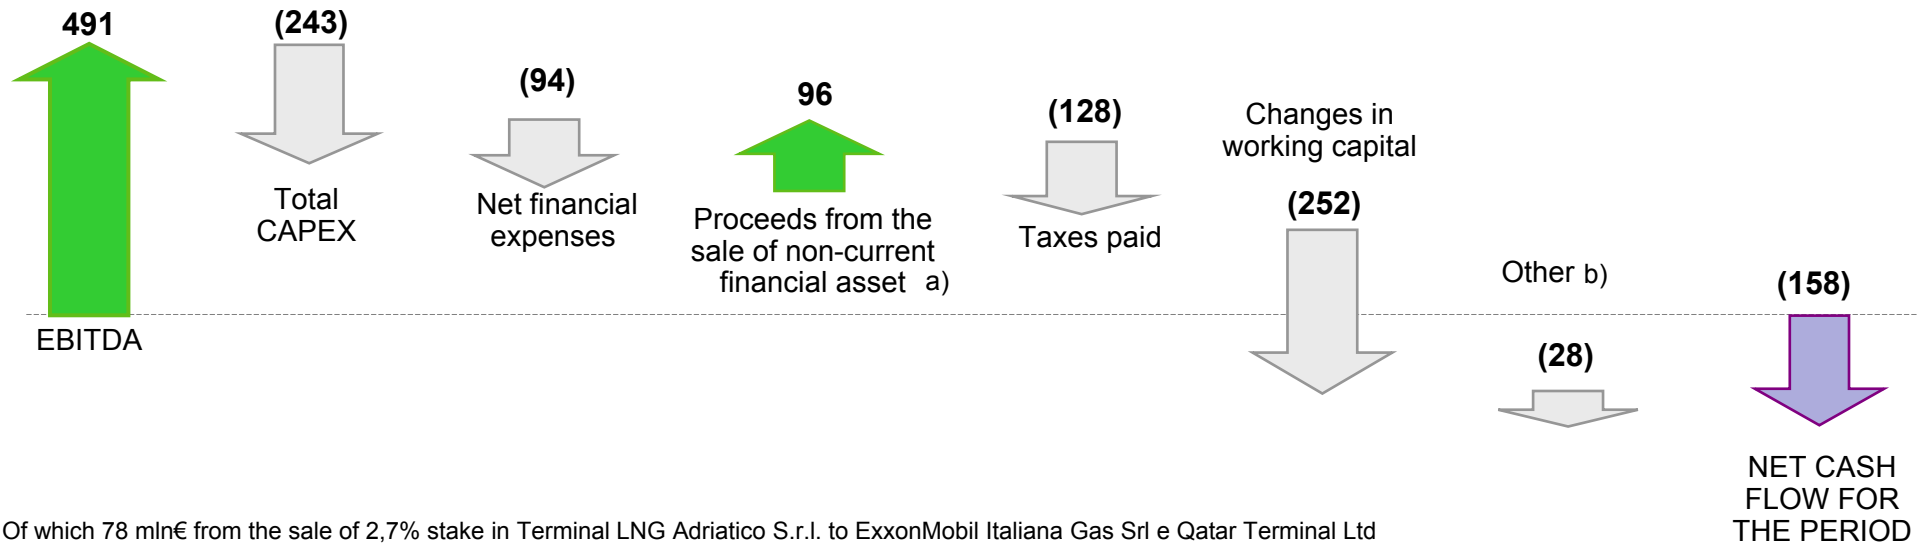 491
EBITDA
(243)
Total
CAPEX
(94)
Net financial
expenses
96
Proceeds from the
sale of non-current
financial asset a)
(128)
Taxes paid
Changes in
working capital
(252)
Other b)
(28)
(158)
NET CASH
FLOW FOR
THE PERIOD
Of which 78 mln€ from the sale of 2,7% stake in Terminal LNG Adriatico S.r.l. to ExxonMobil Italiana Gas Srl e Qatar Terminal Ltd